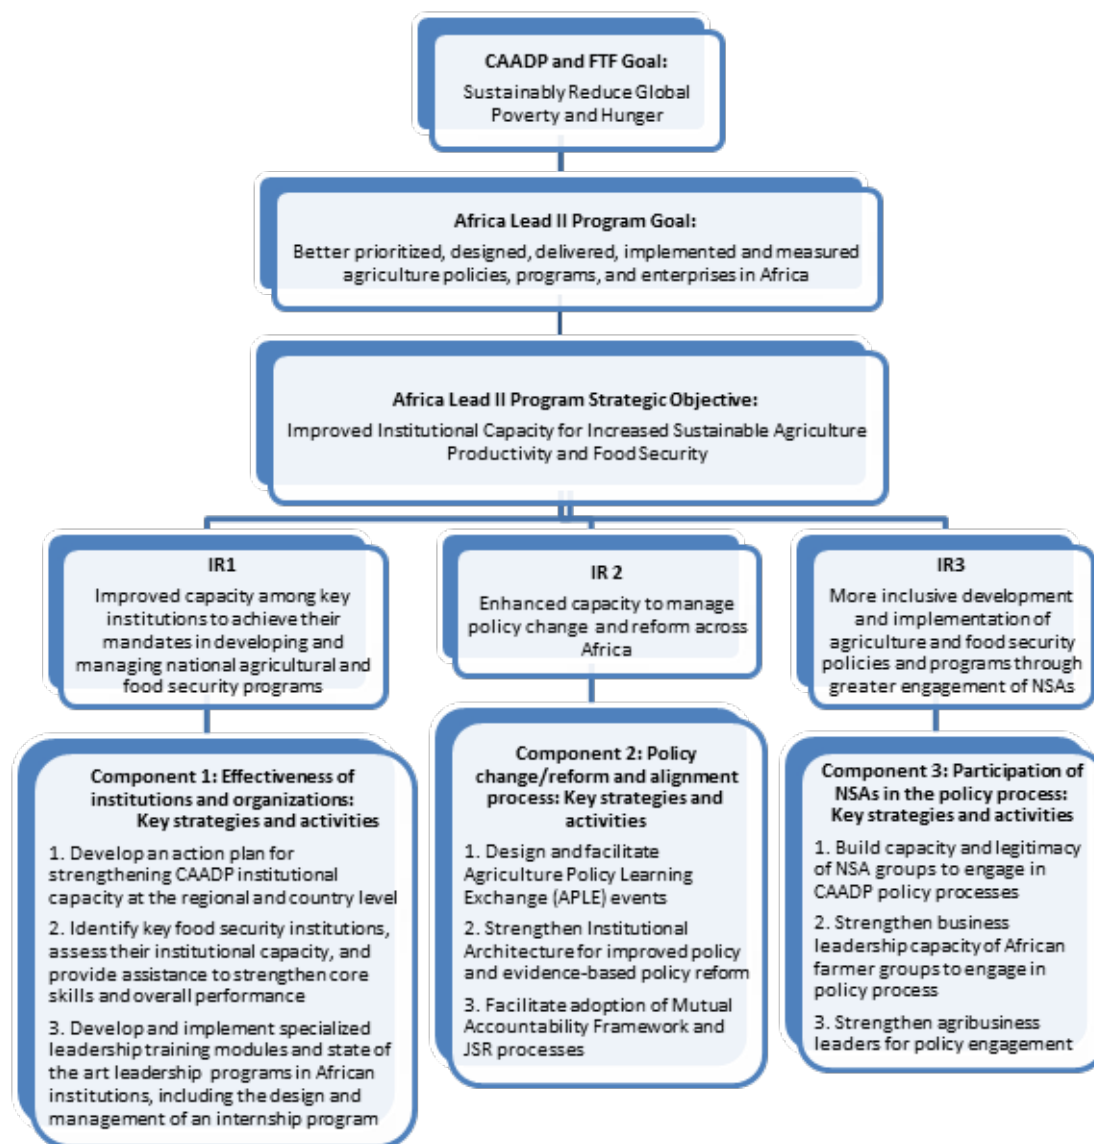 CAADP and FTF Goal:
Sustainably Reduce Global
Poverty and Hunger
Africa Lead II Program Goal:
Better prioritized, designed, delivered, implemented and measured
agriculture policies, programs, and enterprises in Africa
Africa Lead II Program Strategic Objective:
Improved Institutional Capacity for Increased Sustainable Agriculture
Productivity and Food Security
IR1
Improved capacity among key
institutions to achieve their
mandates in developing and
managing national agricultural and
food security programs
IR 2
Enhanced capacity to manage
policy change and reform across
Africa
IR3
More inclusive development
and implementation of
agriculture and food security
policies and programs through
greater engagement of NSAs
Component 1: Effectiveness of
institutions and organizations:
Key strategies and activities
1. Develop an action plan for
strengthening CAADP institutional
capacity at the regional and country level
2. Identify key food security institutions,
assess their institutional capacity, and
provide assistance to strengthen core
skills and overall performance
3. Develop and implement specialized
leadership training modules and state of
the art leadership programs in African
institutions, including the design and
management of an internship program
Component 2: Policy
change/reform and alignment
process: Key strategies and
activities
1. Design and facilitate
Agriculture Policy Learning
Exchange (APLE) events
2. Strengthen Institutional
Architecture for improved policy
and evidence-based policy reform
3. Facilitate adoption of Mutual
Accountability Framework and
JSR processes
Component 3: Participation of
NSAs in the policy process:
Key strategies and activities
1. Build capacity and legitimacy
of NSA groups to engage in
CAADP policy processes
2. Strengthen business
leadership capacity of African
farmer groups to engage in
policy process
3. Strengthen agribusiness
leaders for policy engagement